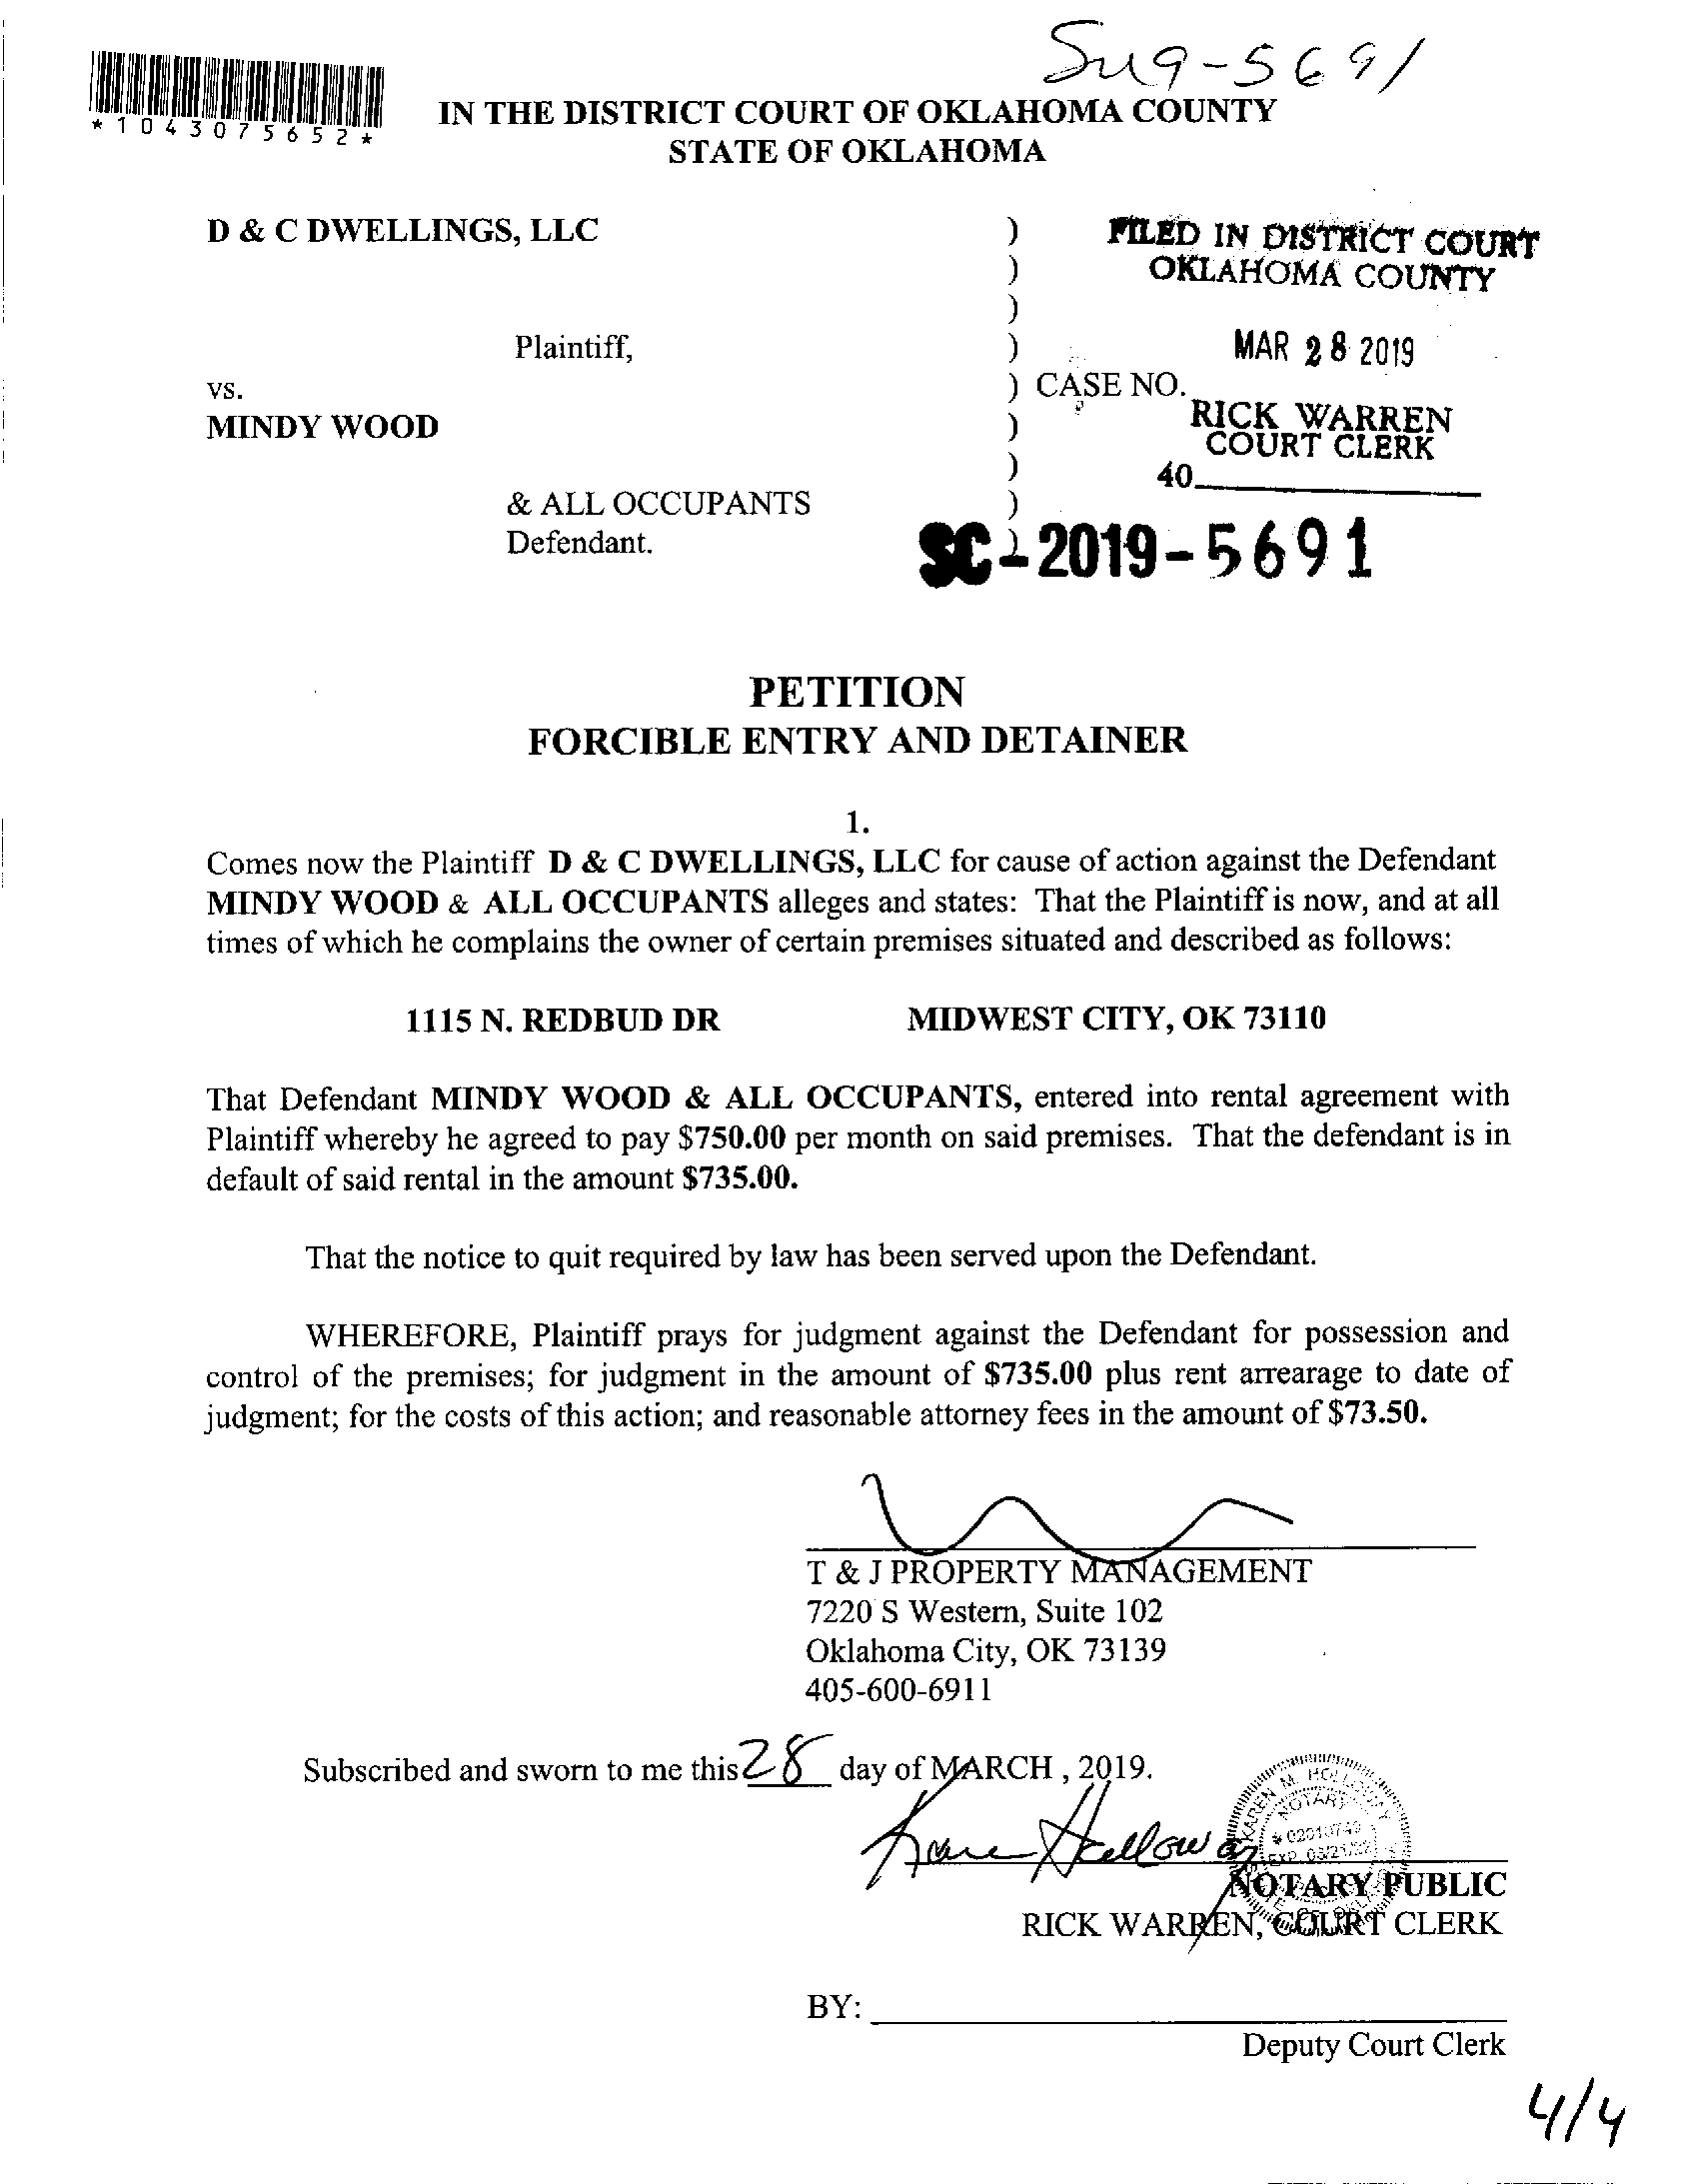 Su9-5691
*1043075652*
IN THE DISTRICT COURT OF OKLAHOMA COUNTY
STATE OF OKLAHOMA
D & C DWELLINGS, LLC )
)
)
Plaintiff, )
vs. ) CASE NO.
MINDY WOOD )
)
& ALL OCCUPANTS )
Defendant. )
FILED IN DISTRICT COURT
OKLAHOMA COUNTY
MAR 28 2019
RICK WARREN
COURT CLERK
40
SC-2019-5691
PETITION
FORCIBLE ENTRY AND DETAINER
1.
Comes now the Plaintiff D & C DWELLINGS, LLC for cause of action against the Defendant
MINDY WOOD & ALL OCCUPANTS alleges and states: That the Plaintiff is now, and at all
times of which he complains the owner of certain premises situated and described as follows:
1115 N. REDBUD DR MIDWEST CITY, OK 73110
That Defendant MINDY WOOD & ALL OCCUPANTS, entered into rental agreement with
Plaintiff whereby he agreed to pay $750.00 per month on said premises. That the defendant is in
default of said rental in the amount $735.00.
That the notice to quit required by law has been served upon the Defendant.
WHEREFORE, Plaintiff prays for judgment against the Defendant for possession and
control of the premises; for judgment in the amount of $735.00 plus rent arrearage to date of
judgment; for the costs of this action; and reasonable attorney fees in the amount of $73.50.
T & J PROPERTY MANAGEMENT
7220 S Western, Suite 102
Oklahoma City, OK 73139
405-600-6911
Subscribed and sworn to me this 28 day of MARCH , 2019.
Karen Holloway
KAREN M. HOLLOWAY
NOTARY
NOTARY PUBLIC
RICK WARREN, COURT CLERK
BY:
Deputy Court Clerk
4/4